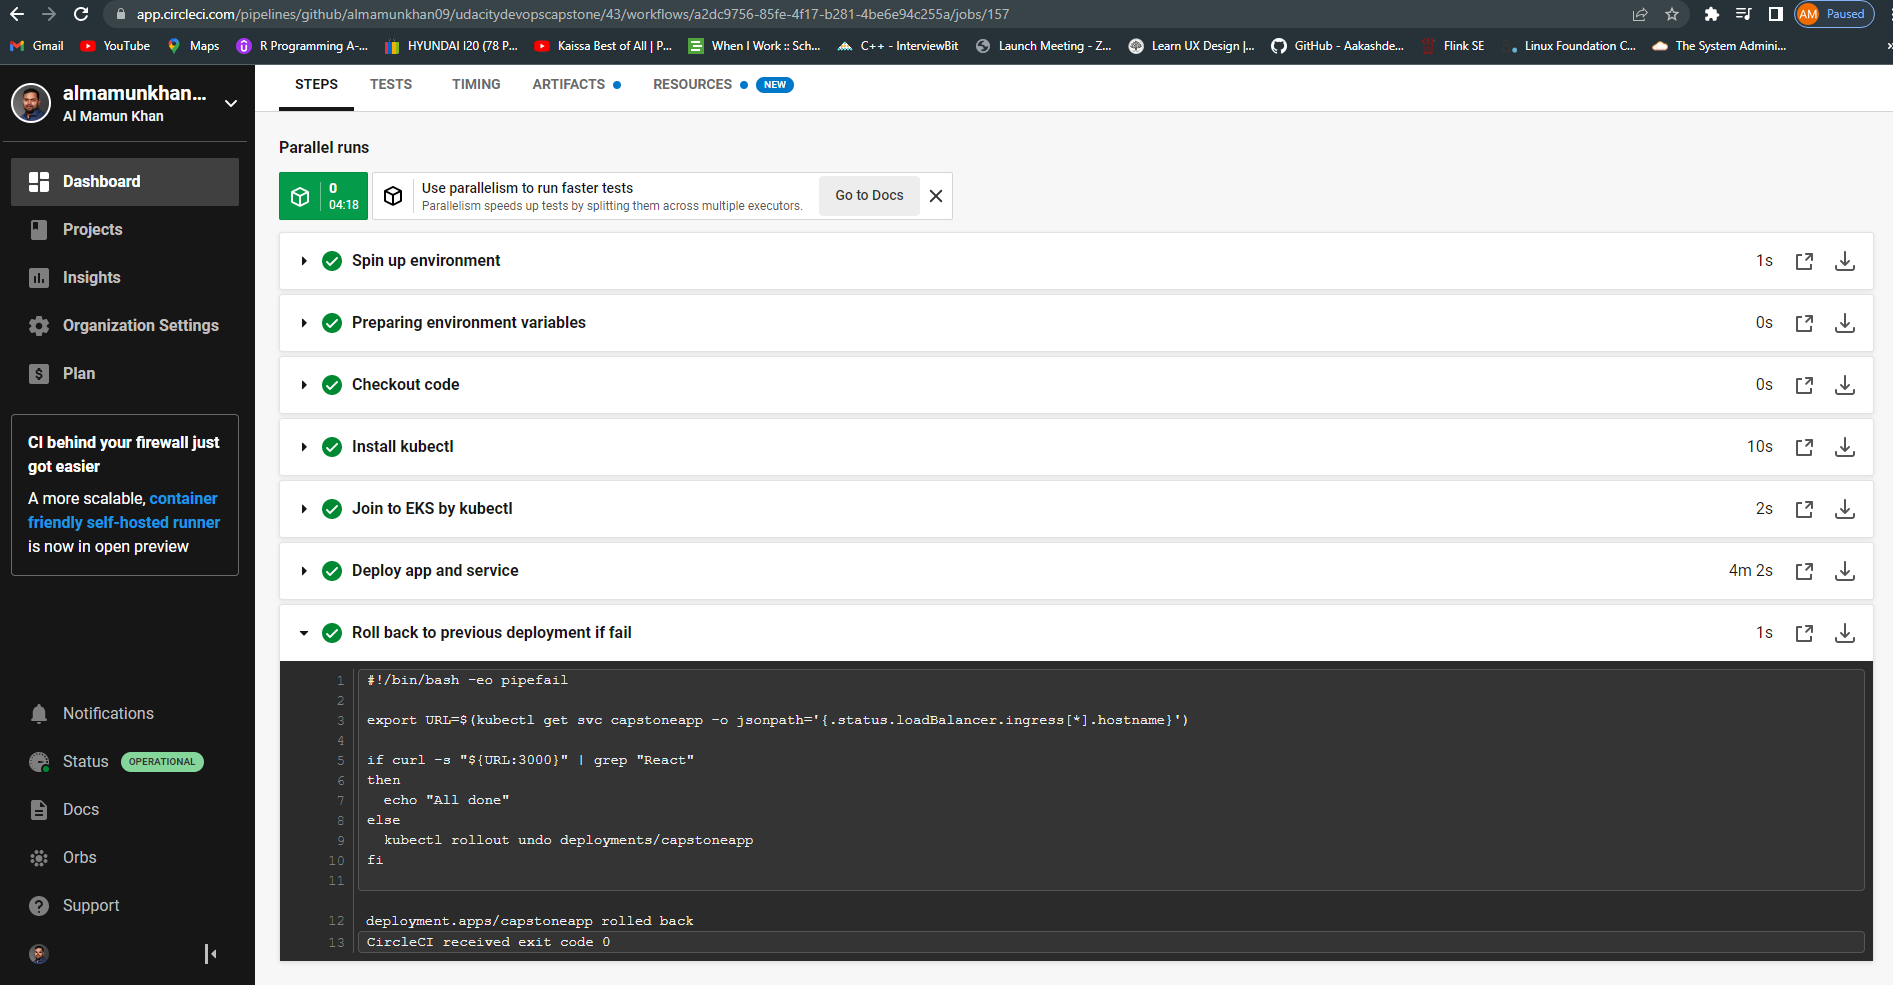 app.circleci.com/pipelines/github/almamunkhan09/udacitydevopscapstone/43/workflows/a2dc9756-85fe-4f17-b281-4be6e94c255a/jobs/157
AM Paused
Gmail YouTube Maps R Programming A-... HYUNDAI I20 (78 P... Kaissa Best of All | P... When I Work :: Sch... C++ - InterviewBit Launch Meeting - Z... Learn UX Design |... GitHub - Aakashde... Flink SE Linux Foundation C... The System Admini... »
almamunkhan...
Al Mamun Khan
Dashboard
Projects
Insights
Organization Settings
Plan
CI behind your firewall just
got easier
A more scalable, container
friendly self-hosted runner
is now in open preview
Notifications
Status OPERATIONAL
Docs
Orbs
Support
STEPS TESTS TIMING ARTIFACTS RESOURCES NEW
Parallel runs
0
04:18
Use parallelism to run faster tests
Parallelism speeds up tests by splitting them across multiple executors.
Go to Docs
Spin up environment 1s
Preparing environment variables 0s
Checkout code 0s
Install kubectl 10s
Join to EKS by kubectl 2s
Deploy app and service 4m 2s
Roll back to previous deployment if fail 1s
1 #!/bin/bash -eo pipefail
2
3 export URL=$(kubectl get svc capstoneapp -o jsonpath='{.status.loadBalancer.ingress[*].hostname}')
4
5 if curl -s "${URL:3000}" | grep "React"
6 then
7 echo "All done"
8 else
9 kubectl rollout undo deployments/capstoneapp
10 fi
11
12 deployment.apps/capstoneapp rolled back
13 CircleCI received exit code 0